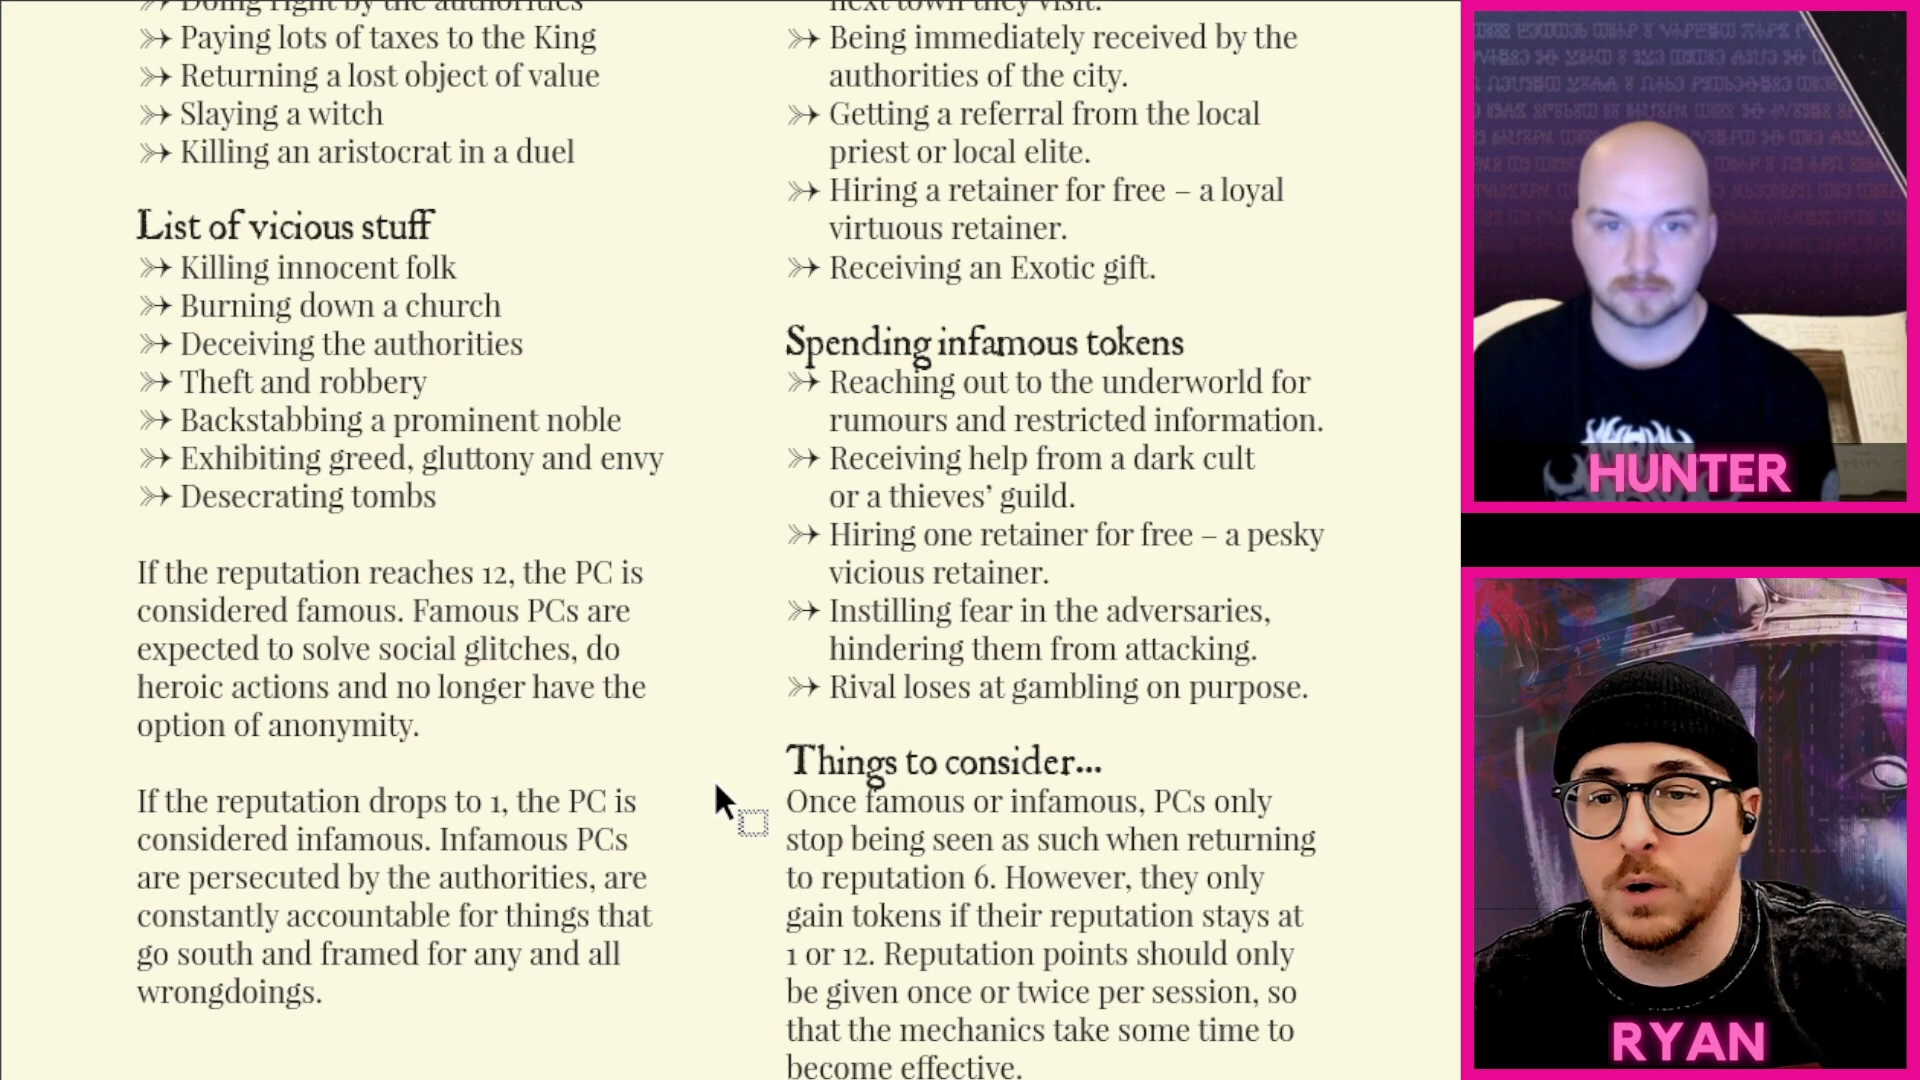 Doing right by the authorities
Paying lots of taxes to the King
Returning a lost object of value
Slaying a witch
Killing an aristocrat in a duel
List of vicious stuff
Killing innocent folk
Burning down a church
Deceiving the authorities
Theft and robbery
Backstabbing a prominent noble
Exhibiting greed, gluttony and envy
Desecrating tombs
If the reputation reaches 12, the PC is
considered famous. Famous PCs are
expected to solve social glitches, do
heroic actions and no longer have the
option of anonymity.
If the reputation drops to 1, the PC is
considered infamous. Infamous PCs
are persecuted by the authorities, are
constantly accountable for things that
go south and framed for any and all
wrongdoings.
next town they visit.
Being immediately received by the
authorities of the city.
Getting a referral from the local
priest or local elite.
Hiring a retainer for free – a loyal
virtuous retainer.
Receiving an Exotic gift.
Spending infamous tokens
Reaching out to the underworld for
rumours and restricted information.
Receiving help from a dark cult
or a thieves’ guild.
Hiring one retainer for free – a pesky
vicious retainer.
Instilling fear in the adversaries,
hindering them from attacking.
Rival loses at gambling on purpose.
Things to consider...
Once famous or infamous, PCs only
stop being seen as such when returning
to reputation 6. However, they only
gain tokens if their reputation stays at
1 or 12. Reputation points should only
be given once or twice per session, so
that the mechanics take some time to
become effective.
HUNTER
RYAN